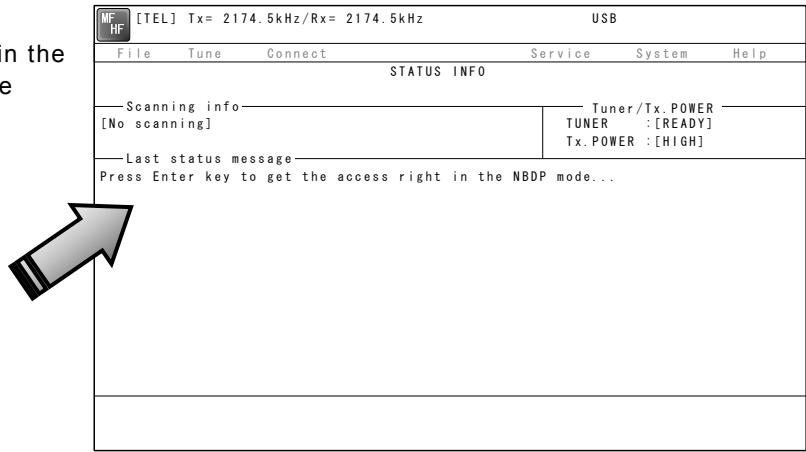 in the
e
MF
HF
[TEL] Tx= 2174.5kHz/Rx= 2174.5kHz USB
File Tune Connect Service System Help
STATUS INFO
Scanning info
[No scanning]
Tuner/Tx.POWER
TUNER :[READY]
Tx.POWER :[HIGH]
Last status message
Press Enter key to get the access right in the NBDP mode...